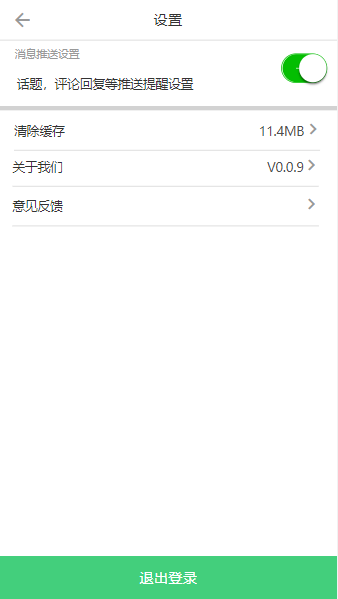 设置
消息推送设置
话题，评论回复等推送提醒设置
清除缓存 11.4MB
关于我们 V0.0.9
意见反馈
退出登录